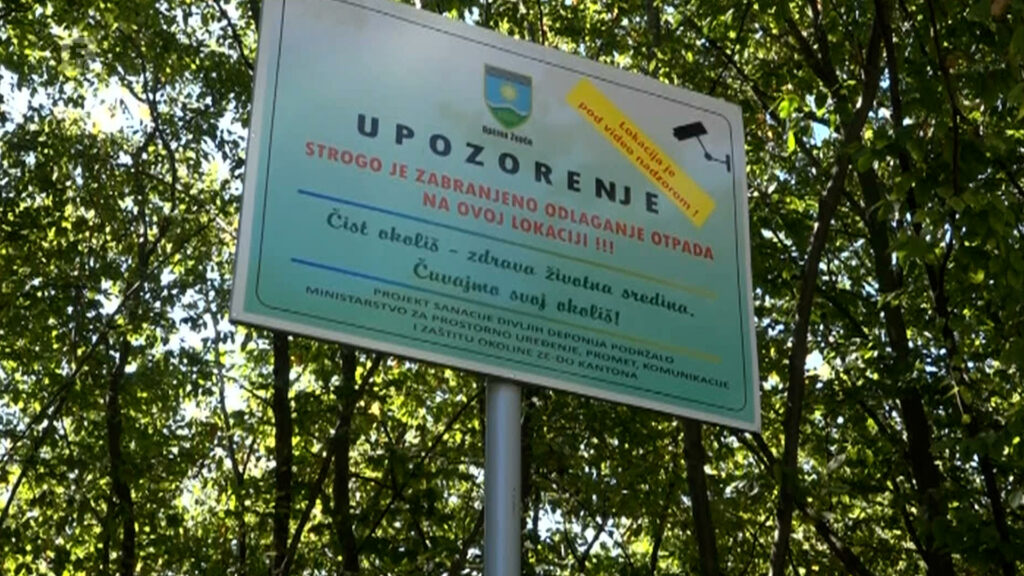 Općina Žepče
Lokacija je
pod video nadzorom !
UPOZORENJE
STROGO JE ZABRANJENO ODLAGANJE OTPADA
NA OVOJ LOKACIJI !!!
Čist okoliš - zdrava životna sredina.
Čuvajmo svoj okoliš!
PROJEKT SANACIJE DIVLJIH DEPONIJA PODRŽALO
MINISTARSTVO ZA PROSTORNO UREĐENJE, PROMET, KOMUNIKACIJE
I ZAŠTITU OKOLINE ZE-DO KANTONA